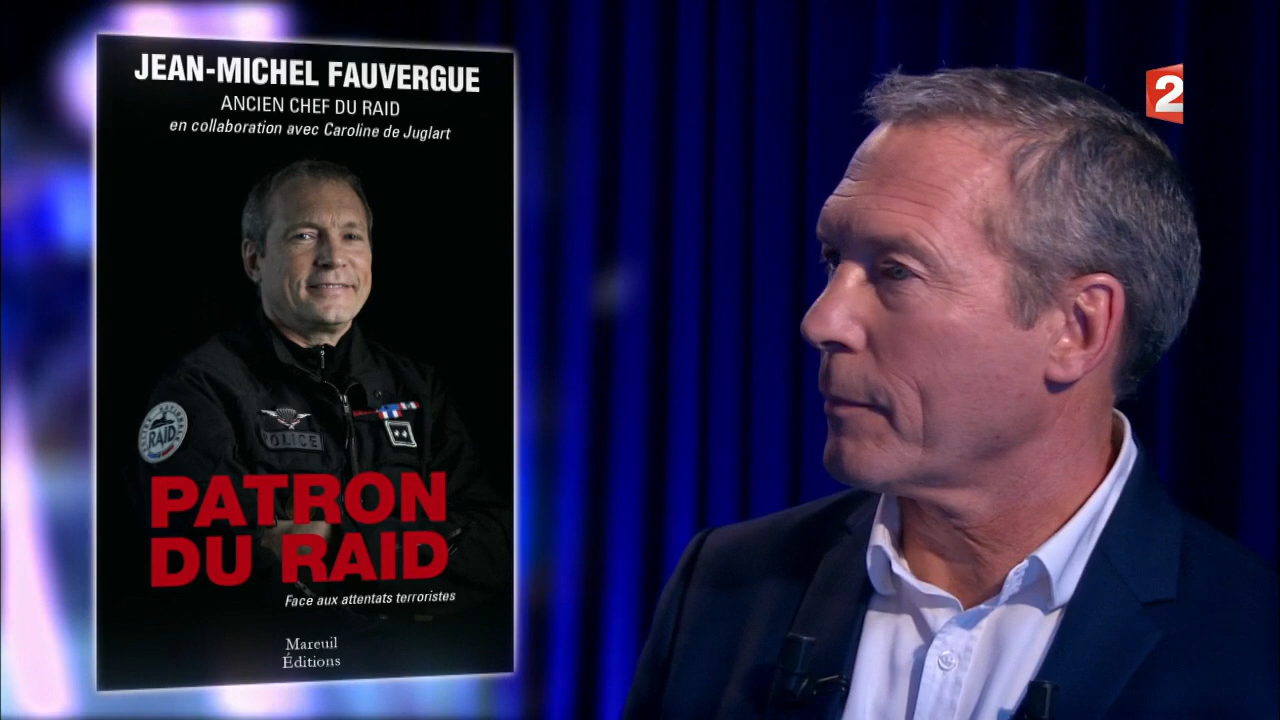 JEAN-MICHEL FAUVERGUE
ANCIEN CHEF DU RAID
en collaboration avec Caroline de Juglart
2
RAID
POLICE
PATRON
DU RAID
Face aux attentats terroristes
Mareuil
Éditions